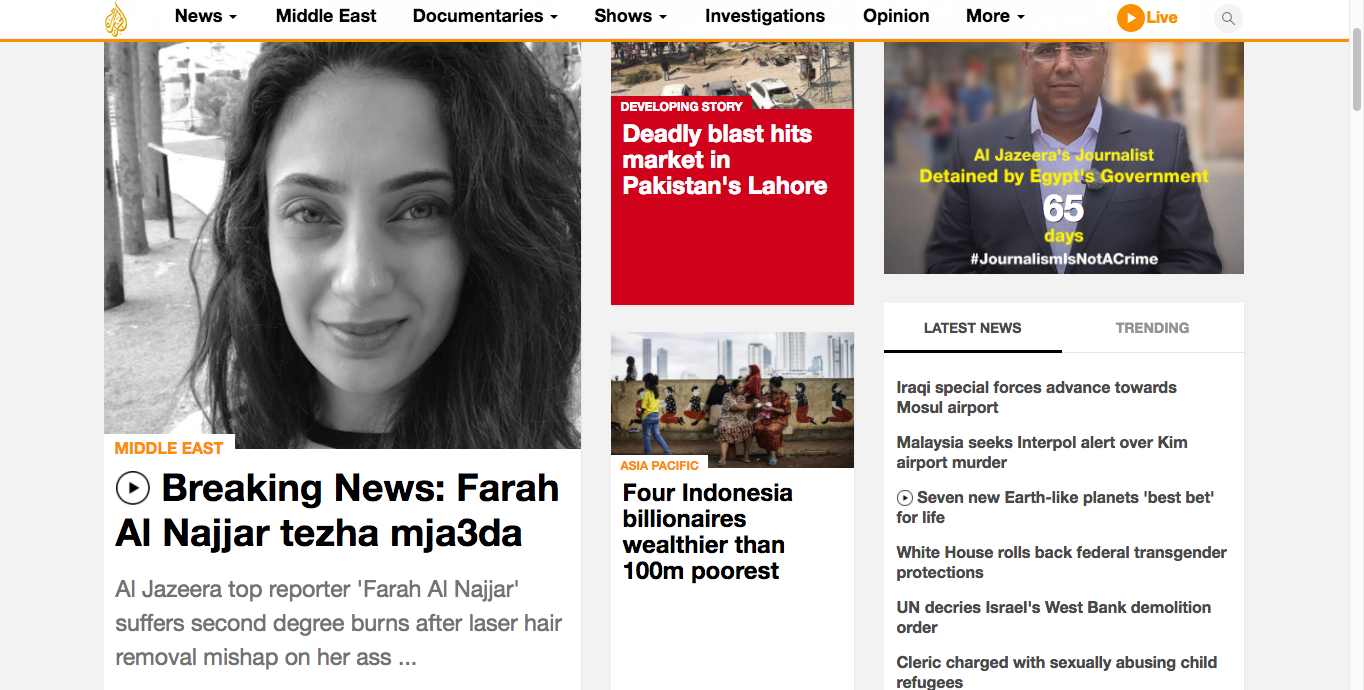 News
Middle East
Documentaries
Shows
Investigations
Opinion
More
Live
MIDDLE EAST
Breaking News: Farah
Al Najjar tezha mja3da
Al Jazeera top reporter 'Farah Al Najjar'
suffers second degree burns after laser hair
removal mishap on her ass ...
DEVELOPING STORY
Deadly blast hits
market in
Pakistan's Lahore
ASIA PACIFIC
Four Indonesia
billionaires
wealthier than
100m poorest
Al Jazeera's Journalist
Detained by Egypt's Government
65
days
#JournalismIsNotACrime
LATEST NEWS
TRENDING
Iraqi special forces advance towards
Mosul airport
Malaysia seeks Interpol alert over Kim
airport murder
Seven new Earth-like planets 'best bet'
for life
White House rolls back federal transgender
protections
UN decries Israel's West Bank demolition
order
Cleric charged with sexually abusing child
refugees